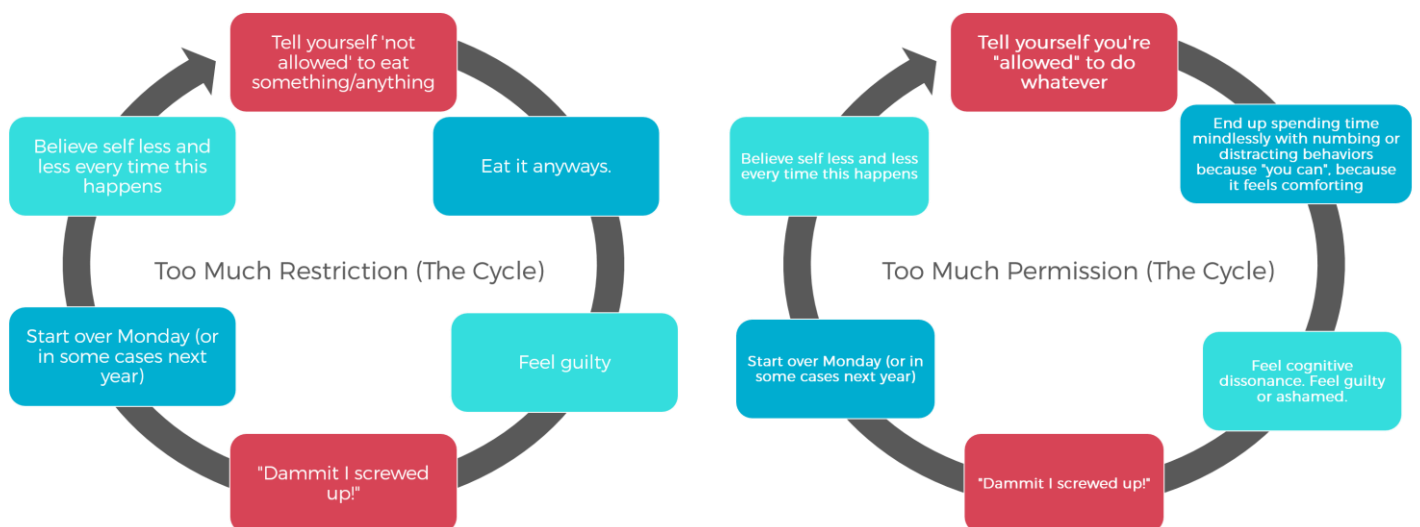 Tell yourself 'not
allowed' to eat
something/anything
Eat it anyways.
Feel guilty
"Dammit I screwed
up!"
Start over Monday (or
in some cases next
year)
Believe self less and
less every time this
happens
Too Much Restriction (The Cycle)
Tell yourself you're
"allowed" to do
whatever
End up spending time
mindlessly with numbing or
distracting behaviors
because "you can", because
it feels comforting
Feel cognitive
dissonance. Feel guilty
or ashamed.
"Dammit I screwed up!"
Start over Monday (or in
some cases next year)
Believe self less and less
every time this happens
Too Much Permission (The Cycle)